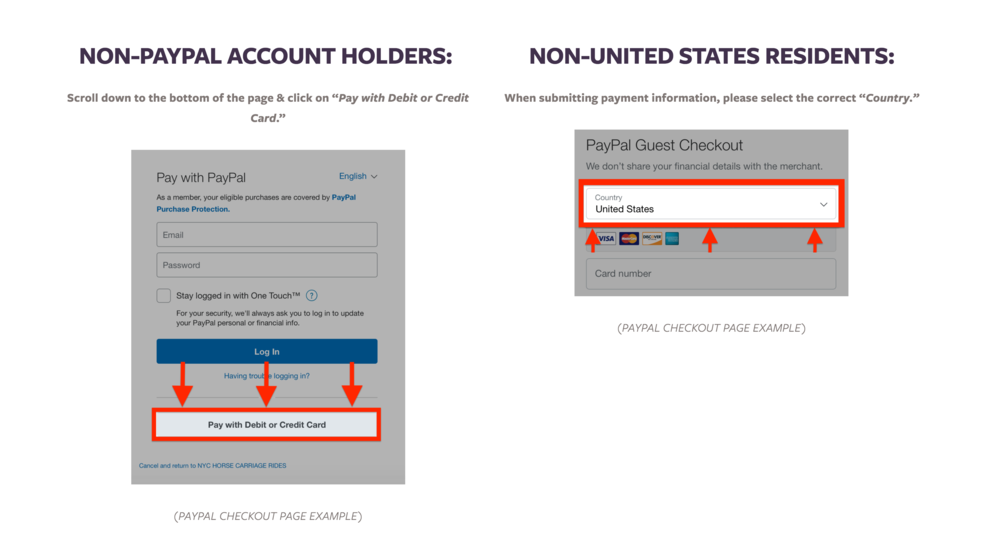 NON-PAYPAL ACCOUNT HOLDERS:
Scroll down to the bottom of the page & click on “Pay with Debit or Credit
Card.”
Pay with PayPal
English
As a member, your eligible purchases are covered by PayPal
Purchase Protection.
Email
Password
Stay logged in with One Touch™ ?
For your security, we'll always ask you to log in to update
your PayPal personal or financial info.
Log In
Having trouble logging in?
Pay with Debit or Credit Card
Cancel and return to NYC HORSE CARRIAGE RIDES
(PAYPAL CHECKOUT PAGE EXAMPLE)
NON-UNITED STATES RESIDENTS:
When submitting payment information, please select the correct “Country.”
PayPal Guest Checkout
We don't share your financial details with the merchant.
Country
United States
VISA
DISCOVER
Card number
(PAYPAL CHECKOUT PAGE EXAMPLE)